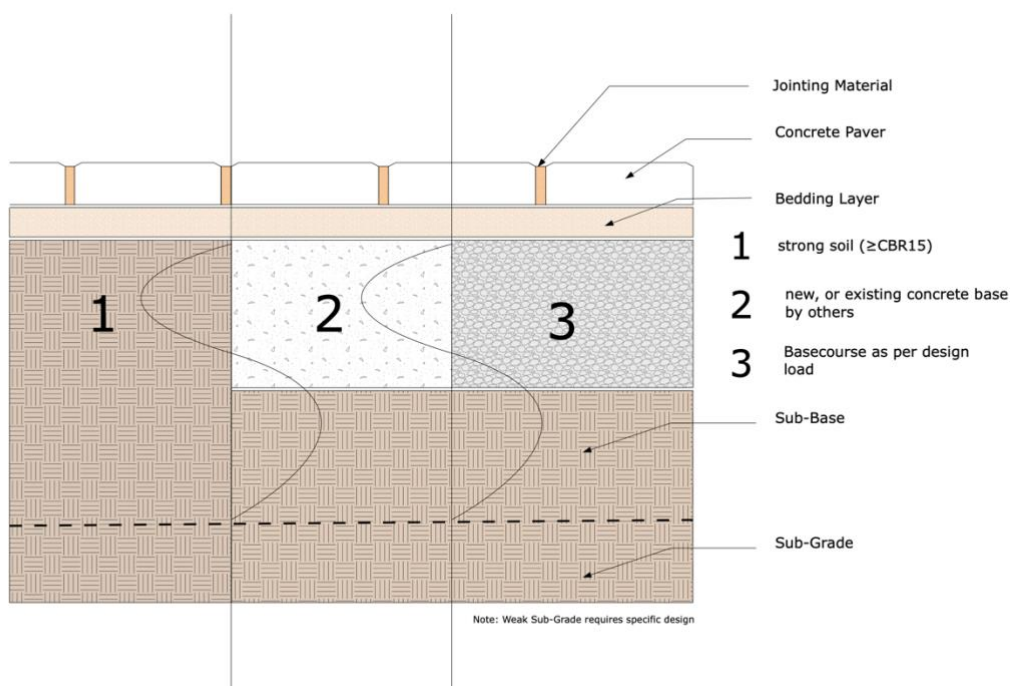 Jointing Material
Concrete Paver
Bedding Layer
1 strong soil (≥CBR15)
2 new, or existing concrete base
by others
3 Basecourse as per design
load
1
2
3
Sub-Base
Sub-Grade
Note: Weak Sub-Grade requires specific design